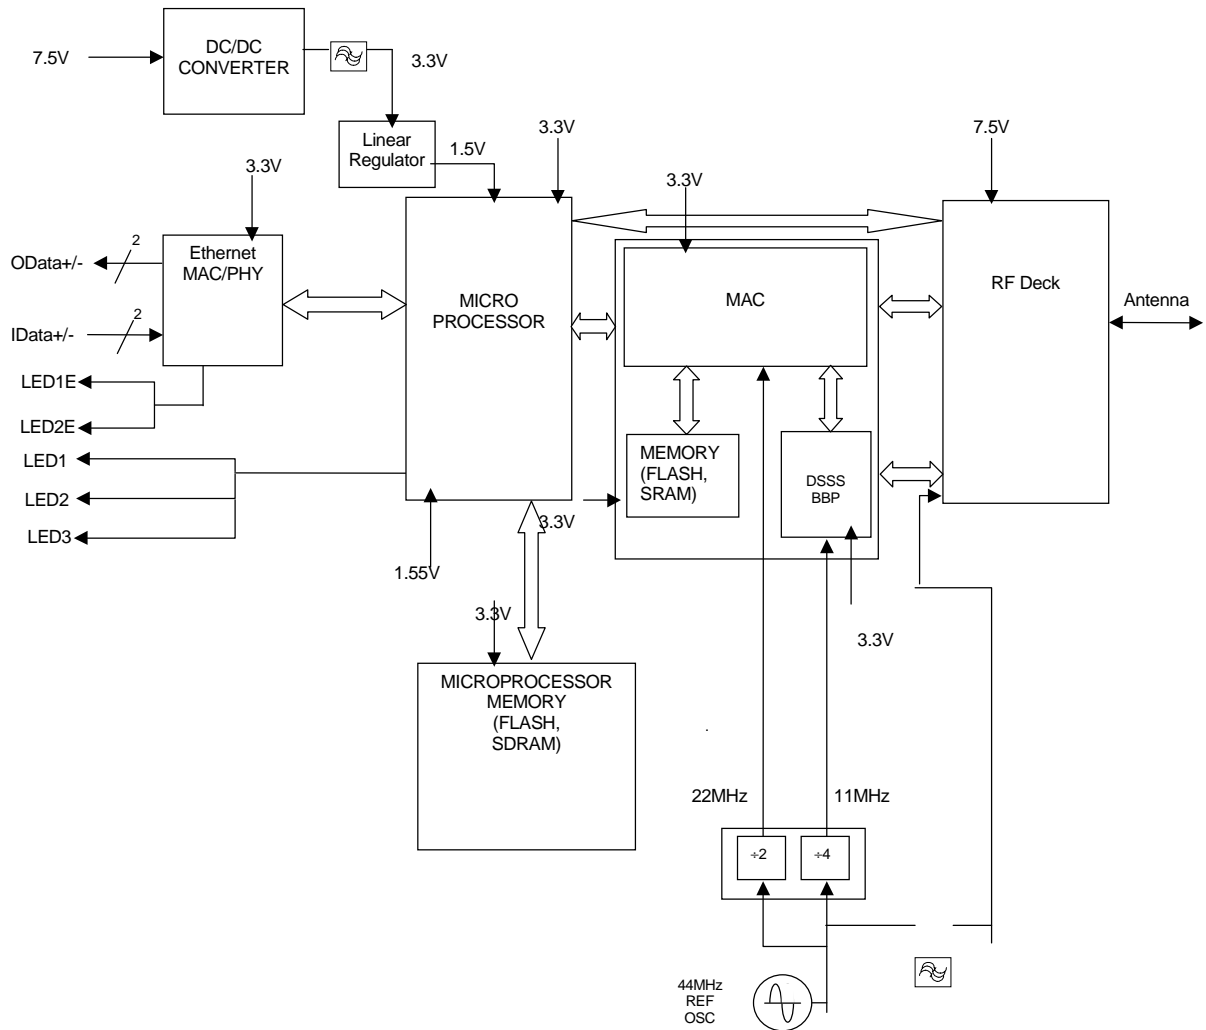 DC/DC
CONVERTER
7.5V
3.3V
Linear
Regulator
1.5V
3.3V
7.5V
3.3V
3.3V
2
Ethernet
MAC/PHY
OData+/-
MICRO
PROCESSOR
MAC
RF Deck
Antenna
2
IData+/-
LED1E
LED2E
LED1
LED2
LED3
MEMORY
(FLASH,
SRAM)
DSSS
BBP
3.3V
1.55V
3.3V
3.3V
MICROPROCESSOR
MEMORY
(FLASH,
SDRAM)
22MHz
11MHz
÷2
÷4
44MHz
REF
OSC